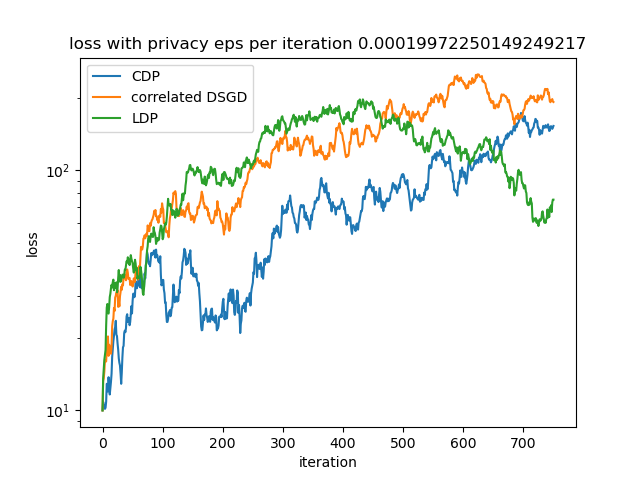 loss with privacy eps per iteration 0.00019972250149249217
CDP
correlated DSGD
LDP
10²
10¹
loss
0 100 200 300 400 500 600 700
iteration